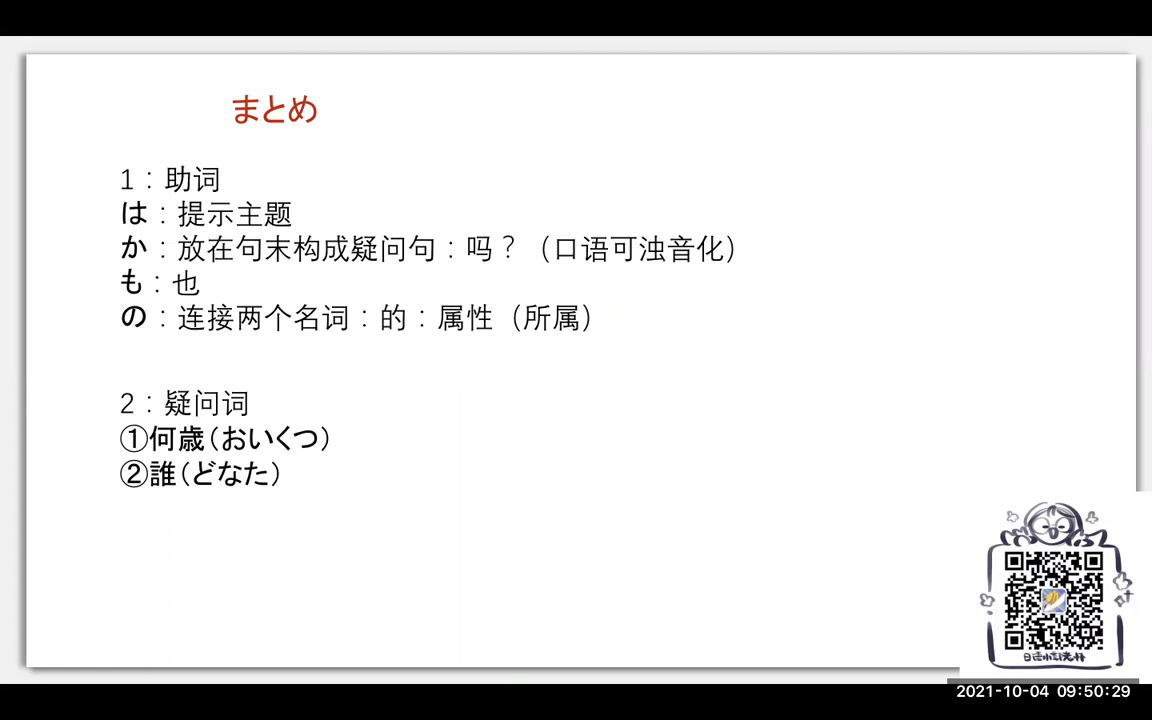 まとめ
1：助词
は：提示主题
か：放在句末构成疑问句：吗？（口语可浊音化）
も：也
の：连接两个名词：的：属性（所属）
2：疑问词
①何歳（おいくつ）
②誰（どなた）
2021-10-04 09:50:29